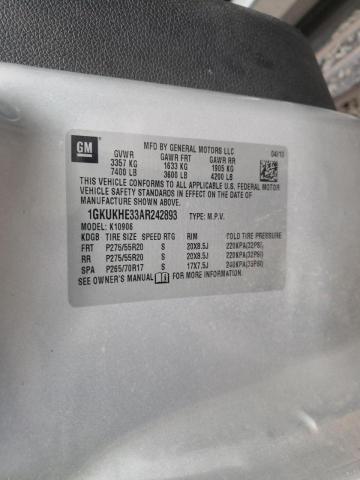 GM
MFD BY GENERAL MOTORS LLC 04/10
GVWR GAWR FRT GAWR RR
3357 KG 1633 KG 1905 KG
7400 LB 3600 LB 4200 LB
THIS VEHICLE CONFORMS TO ALL APPLICABLE U.S. FEDERAL MOTOR
VEHICLE SAFETY STANDARDS IN EFFECT ON THE DATE OF
MANUFACTURE SHOWN ABOVE.
1GKUKHE33AR242893 TYPE: M.P.V.
MODEL: K10906
KDGB TIRE SIZE SPEED RTG RIM COLD TIRE PRESSURE
FRT P275/55R20 S 20X8.5J 220KPA(32PSI)
RR P275/55R20 S 20X8.5J 220KPA(32PSI)
SPA P265/70R17 S 17X7.5J 240KPA(35PSI)
SEE OWNER'S MANUAL FOR MORE INFORMATION.